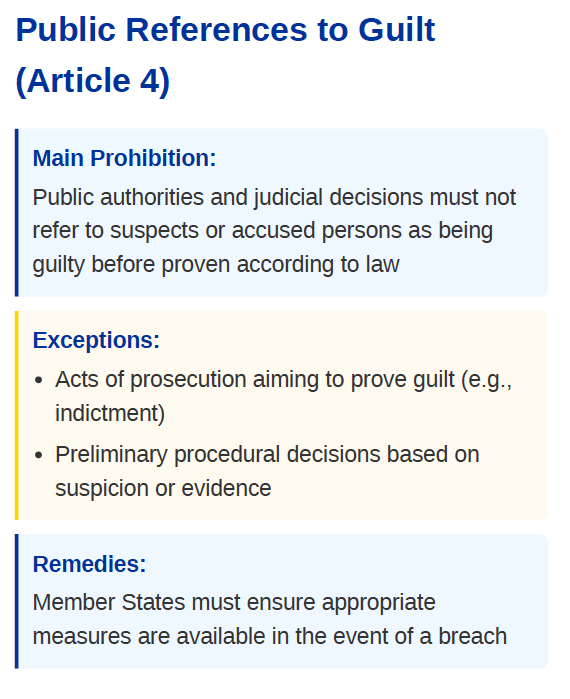 Public References to Guilt
(Article 4)
Main Prohibition:
Public authorities and judicial decisions must not
refer to suspects or accused persons as being
guilty before proven according to law
Exceptions:
• Acts of prosecution aiming to prove guilt (e.g.,
indictment)
• Preliminary procedural decisions based on
suspicion or evidence
Remedies:
Member States must ensure appropriate
measures are available in the event of a breach